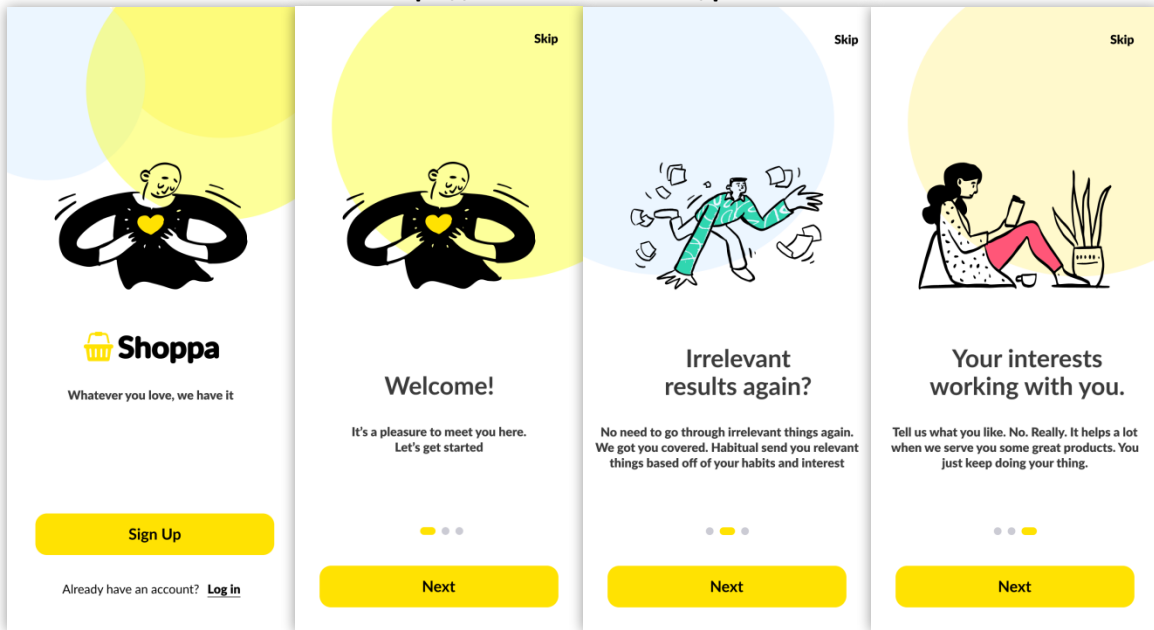 Shoppa
Whatever you love, we have it
Sign Up
Already have an account? Log in
Skip
Welcome!
It's a pleasure to meet you here.
Let's get started
Next
Skip
Irrelevant
results again?
No need to go through irrelevant things again.
We got you covered. Habitual send you relevant
things based off of your habits and interest
Next
Skip
Your interests
working with you.
Tell us what you like. No. Really. It helps a lot
when we serve you some great products. You
just keep doing your thing.
Next